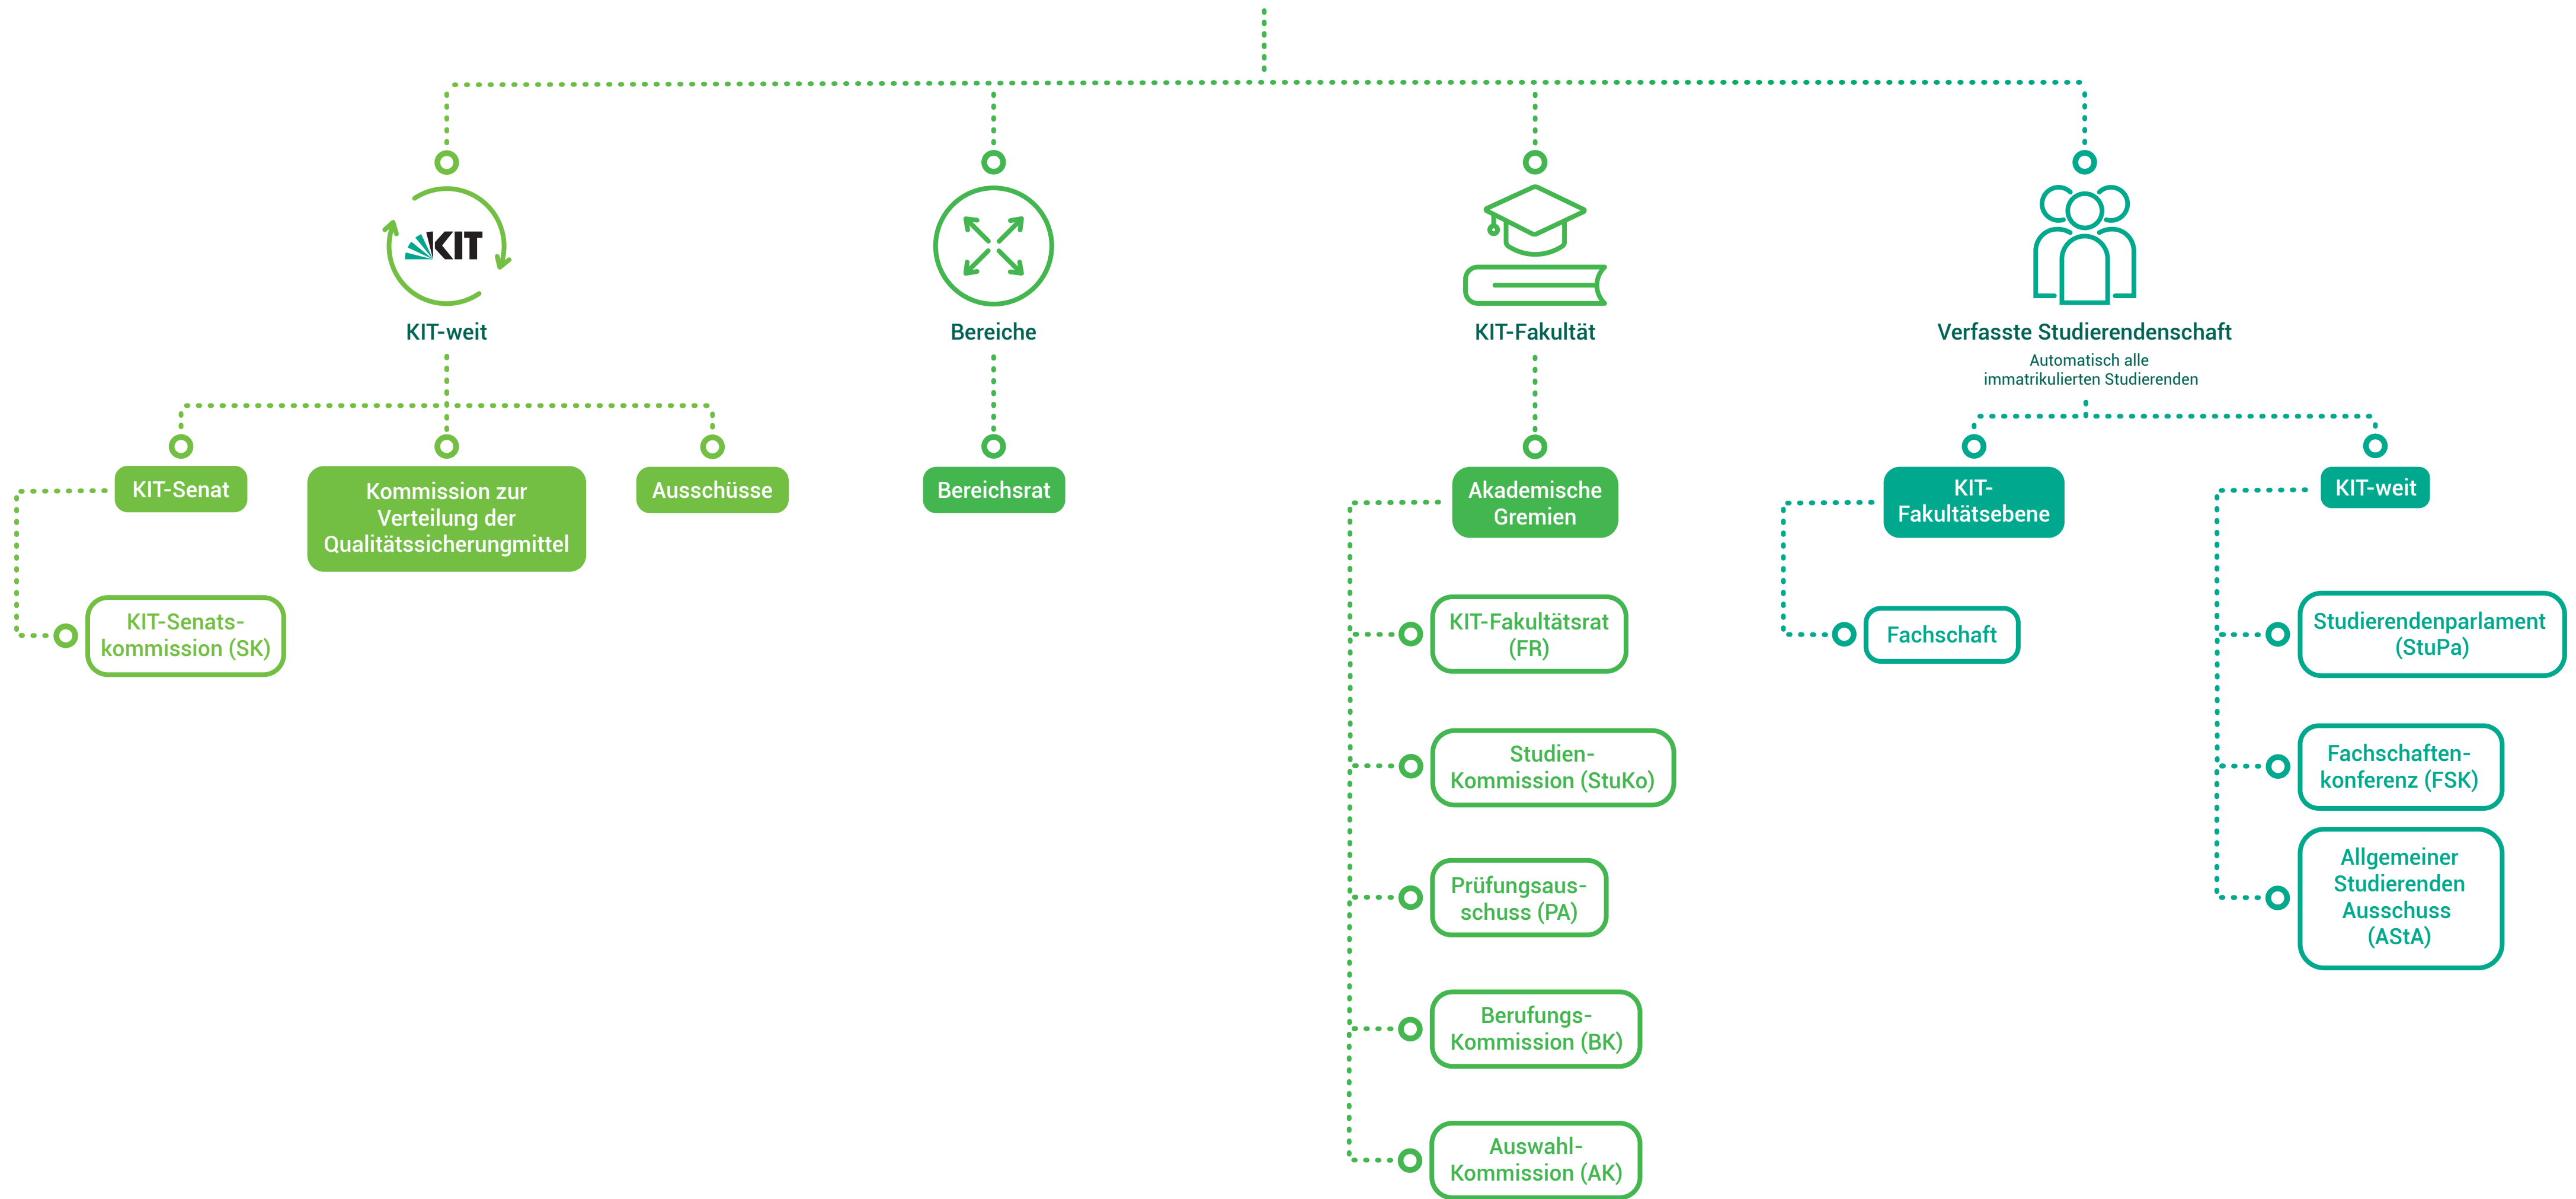 KIT
KIT-weit
Bereiche
KIT-Fakultät
Verfasste Studierendenschaft
Automatisch alle
immatrikulierten Studierenden
KIT-Senat
Kommission zur
Verteilung der
Qualitätssicherungmittel
Ausschüsse
Bereichsrat
Akademische
Gremien
KIT-
Fakultätsebene
KIT-weit
KIT-Senats-
kommission (SK)
KIT-Fakultätsrat
(FR)
Studien-
Kommission (StuKo)
Prüfungsaus-
schuss (PA)
Berufungs-
Kommission (BK)
Auswahl-
Kommission (AK)
Fachschaft
Studierendenparlament
(StuPa)
Fachschaften-
konferenz (FSK)
Allgemeiner
Studierenden
Ausschuss
(AStA)